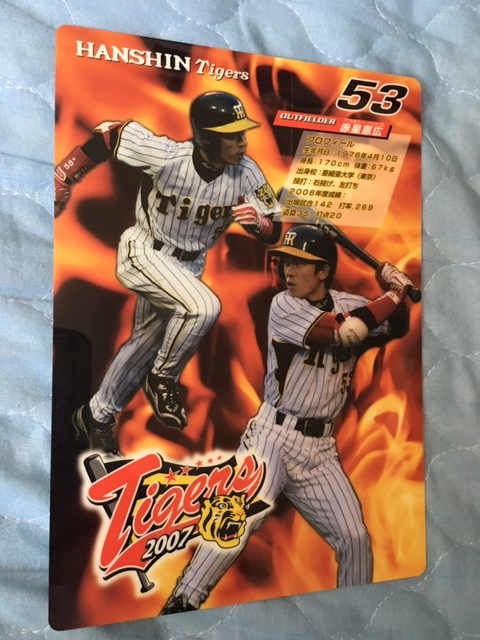 HANSHIN Tigers
53
OUTFIELDER
赤星憲広
プロフィール
生年月日:1976年4月10日
身長:170cm 体重:67kg
出身校:亜細亜大学(東京)
投打:右投げ、左打ち
2006年度成績:
出場試合142 打率.269
盗塁35 打点20
53
Tigers
Tigers
2007